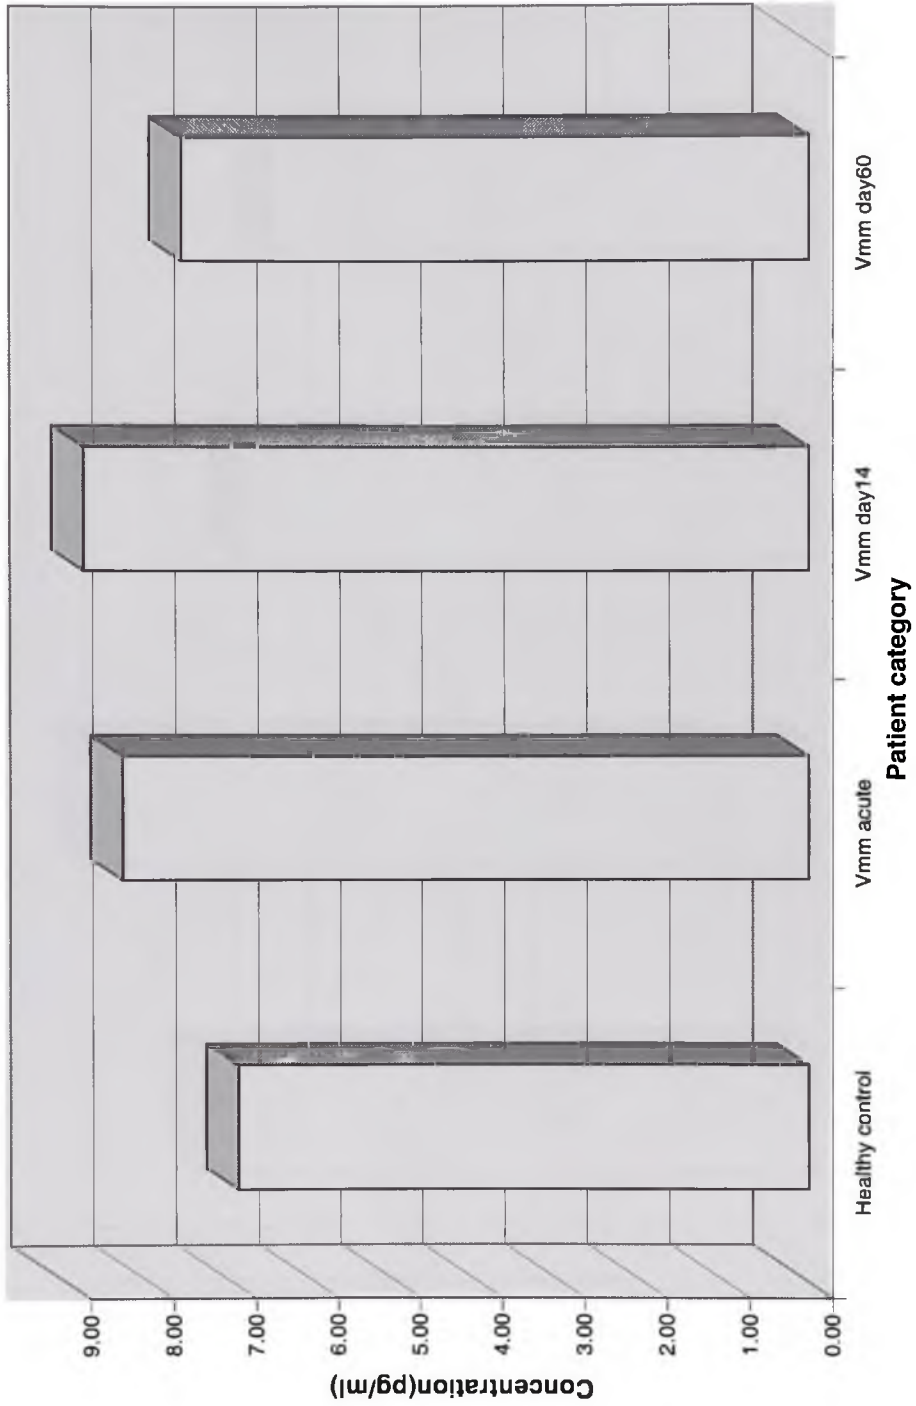 Concentration(pg/ml)
9.00
8.00
7.00
6.00
5.00
4.00
3.00
2.00
1.00
0.00
Healthy control
Vmm acute
Vmm day14
Vmm day60
Patient category